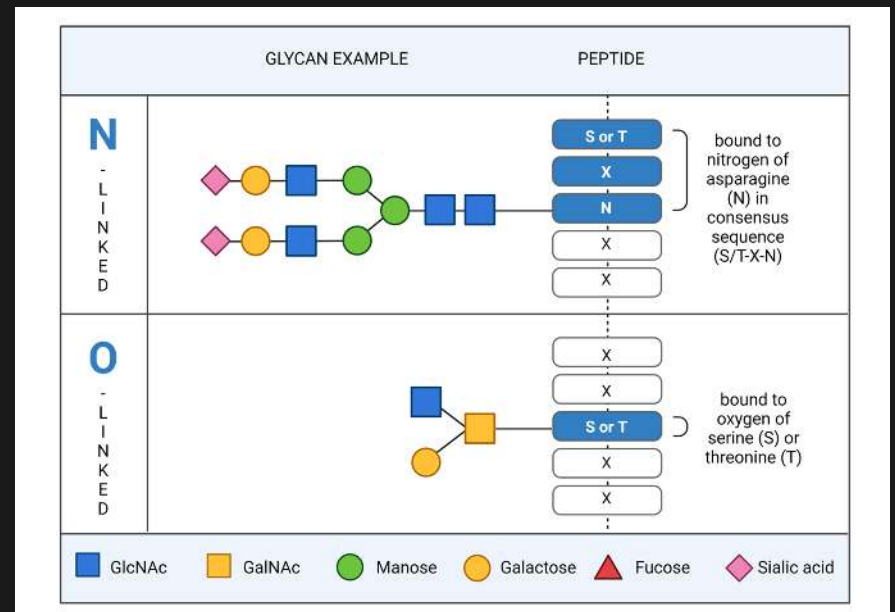 GLYCAN EXAMPLE
PEPTIDE
N
-
L
I
N
K
E
D
S or T
X
N
X
X
bound to
nitrogen of
asparagine
(N) in
consensus
sequence
(S/T-X-N)
O
-
L
I
N
K
E
D
X
X
S or T
X
X
bound to
oxygen of
serine (S) or
threonine (T)
GlcNAc
GalNAc
Manose
Galactose
Fucose
Sialic acid